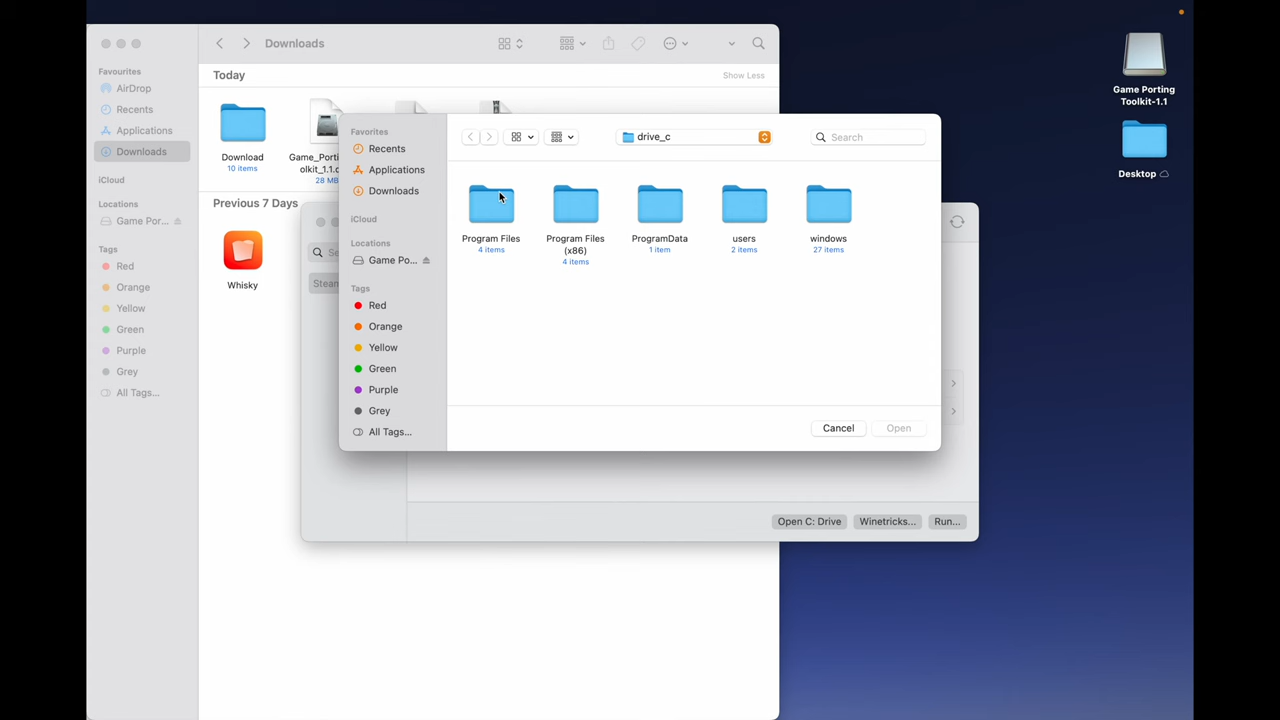 Favourites
AirDrop
Recents
Applications
Downloads
iCloud
Locations
Game Por...
Tags
Red
Orange
Yellow
Green
Purple
Grey
All Tags...
Downloads
Today
Show Less
Download
10 items
Game_Porti
olkit_1.1.d
28 MB
Previous 7 Days
Whisky
Steam
Favorites
Recents
Applications
Downloads
iCloud
Locations
Game Po...
Tags
Red
Orange
Yellow
Green
Purple
Grey
All Tags...
drive_c
Search
Program Files
4 items
Program Files
(x86)
4 items
ProgramData
1 item
users
2 items
windows
27 items
Cancel
Open
Open C: Drive
Winetricks...
Run...
Game Porting
Toolkit-1.1
Desktop